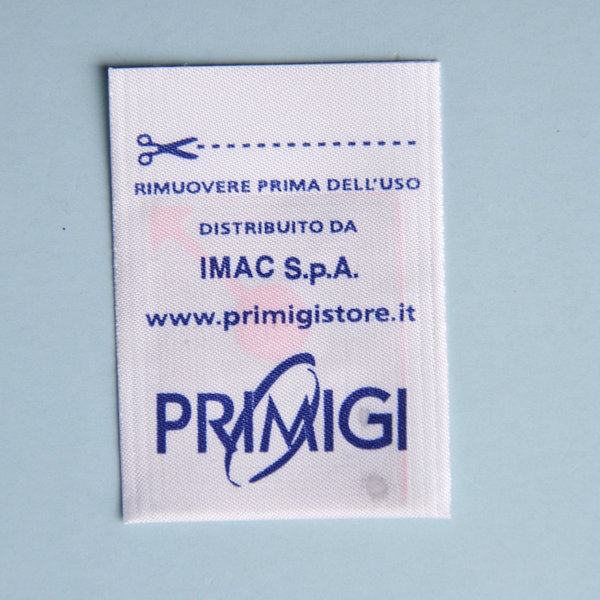 RIMUOVERE PRIMA DELL'USO
DISTRIBUITO DA
IMAC S.p.A.
www.primigistore.it
PRIMIGI